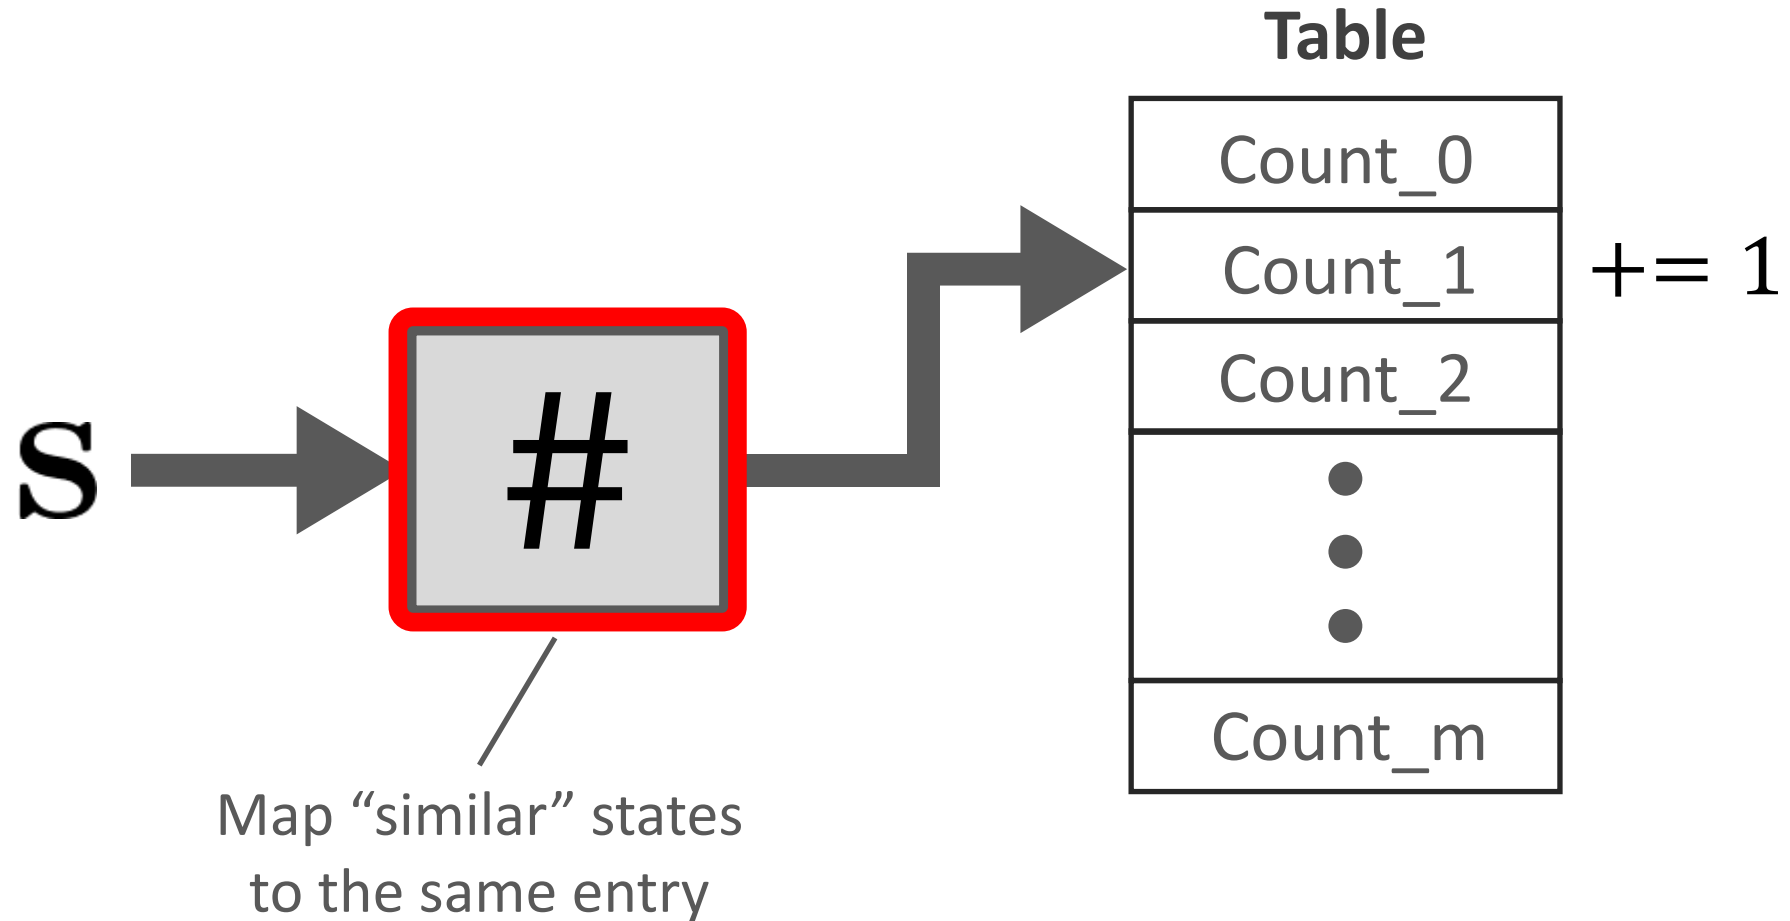 Table
Count_0
Count_1
+= 1
Count_2
S
#
Count_m
Map “similar” states
to the same entry